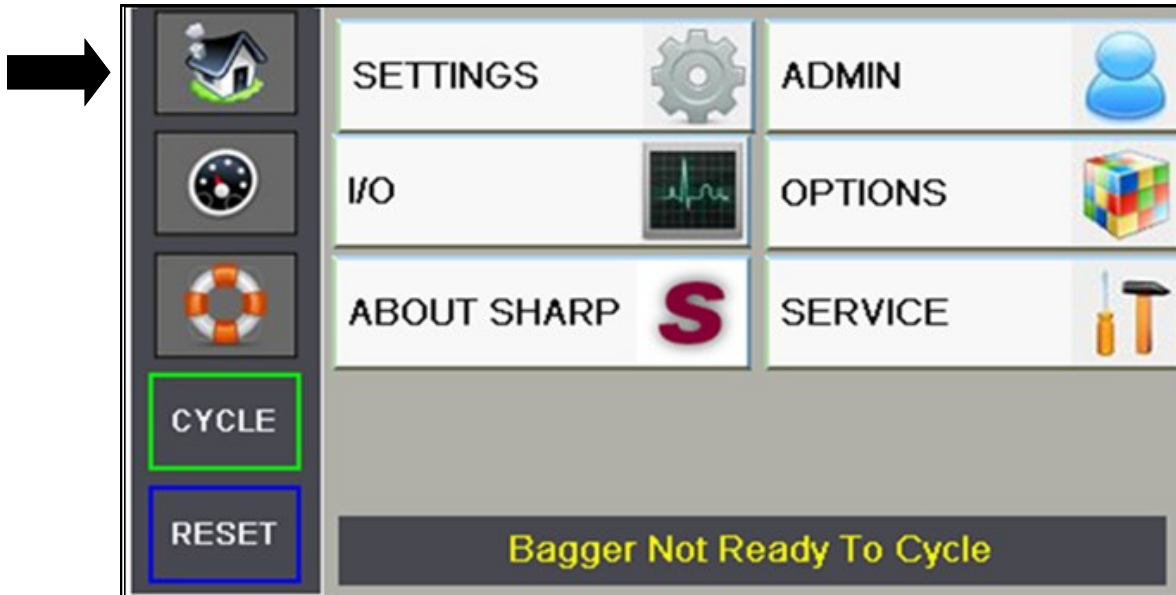 SETTINGS
ADMIN
I/O
OPTIONS
ABOUT SHARP
S
SERVICE
CYCLE
RESET
Bagger Not Ready To Cycle